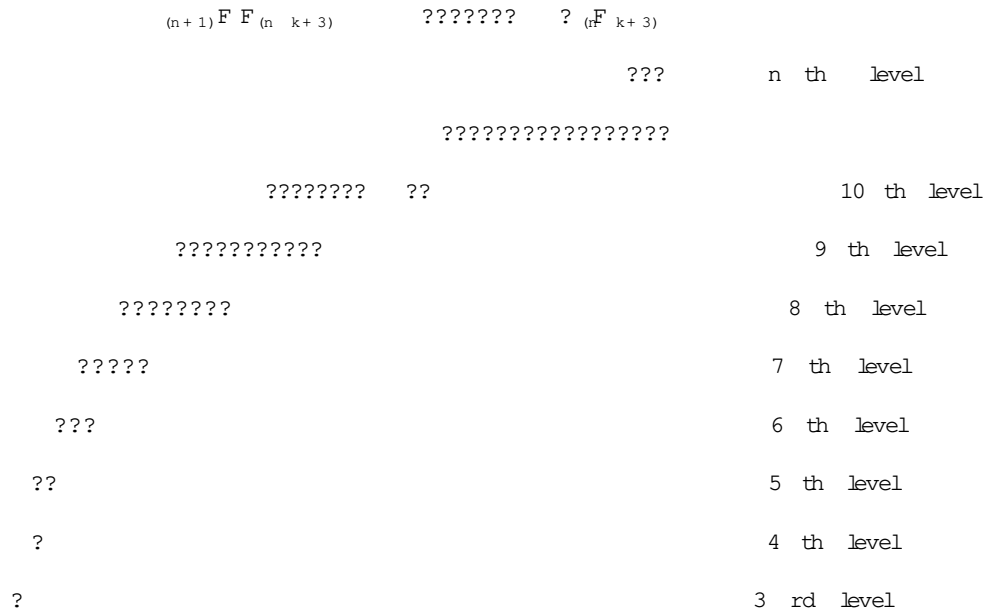 (n + 1) F F (n k + 3) ??????? ? (n F k + 3)
??? n th level
?????????????????
???????? ?? 10 th level
??????????? 9 th level
???????? 8 th level
????? 7 th level
??? 6 th level
?? 5 th level
? 4 th level
? 3 rd level